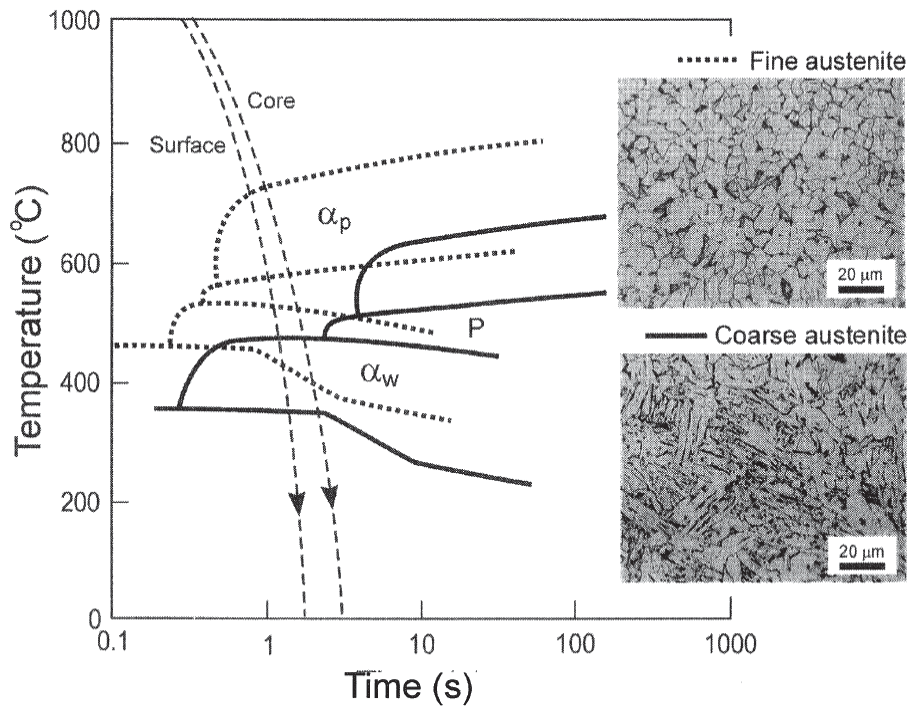 1000
800
600
400
200
0
Temperature (°C)
0.1
1
10
100
1000
Time (s)
Core
Surface
αp
P
αw
Fine austenite
20 μm
Coarse austenite
20 μm